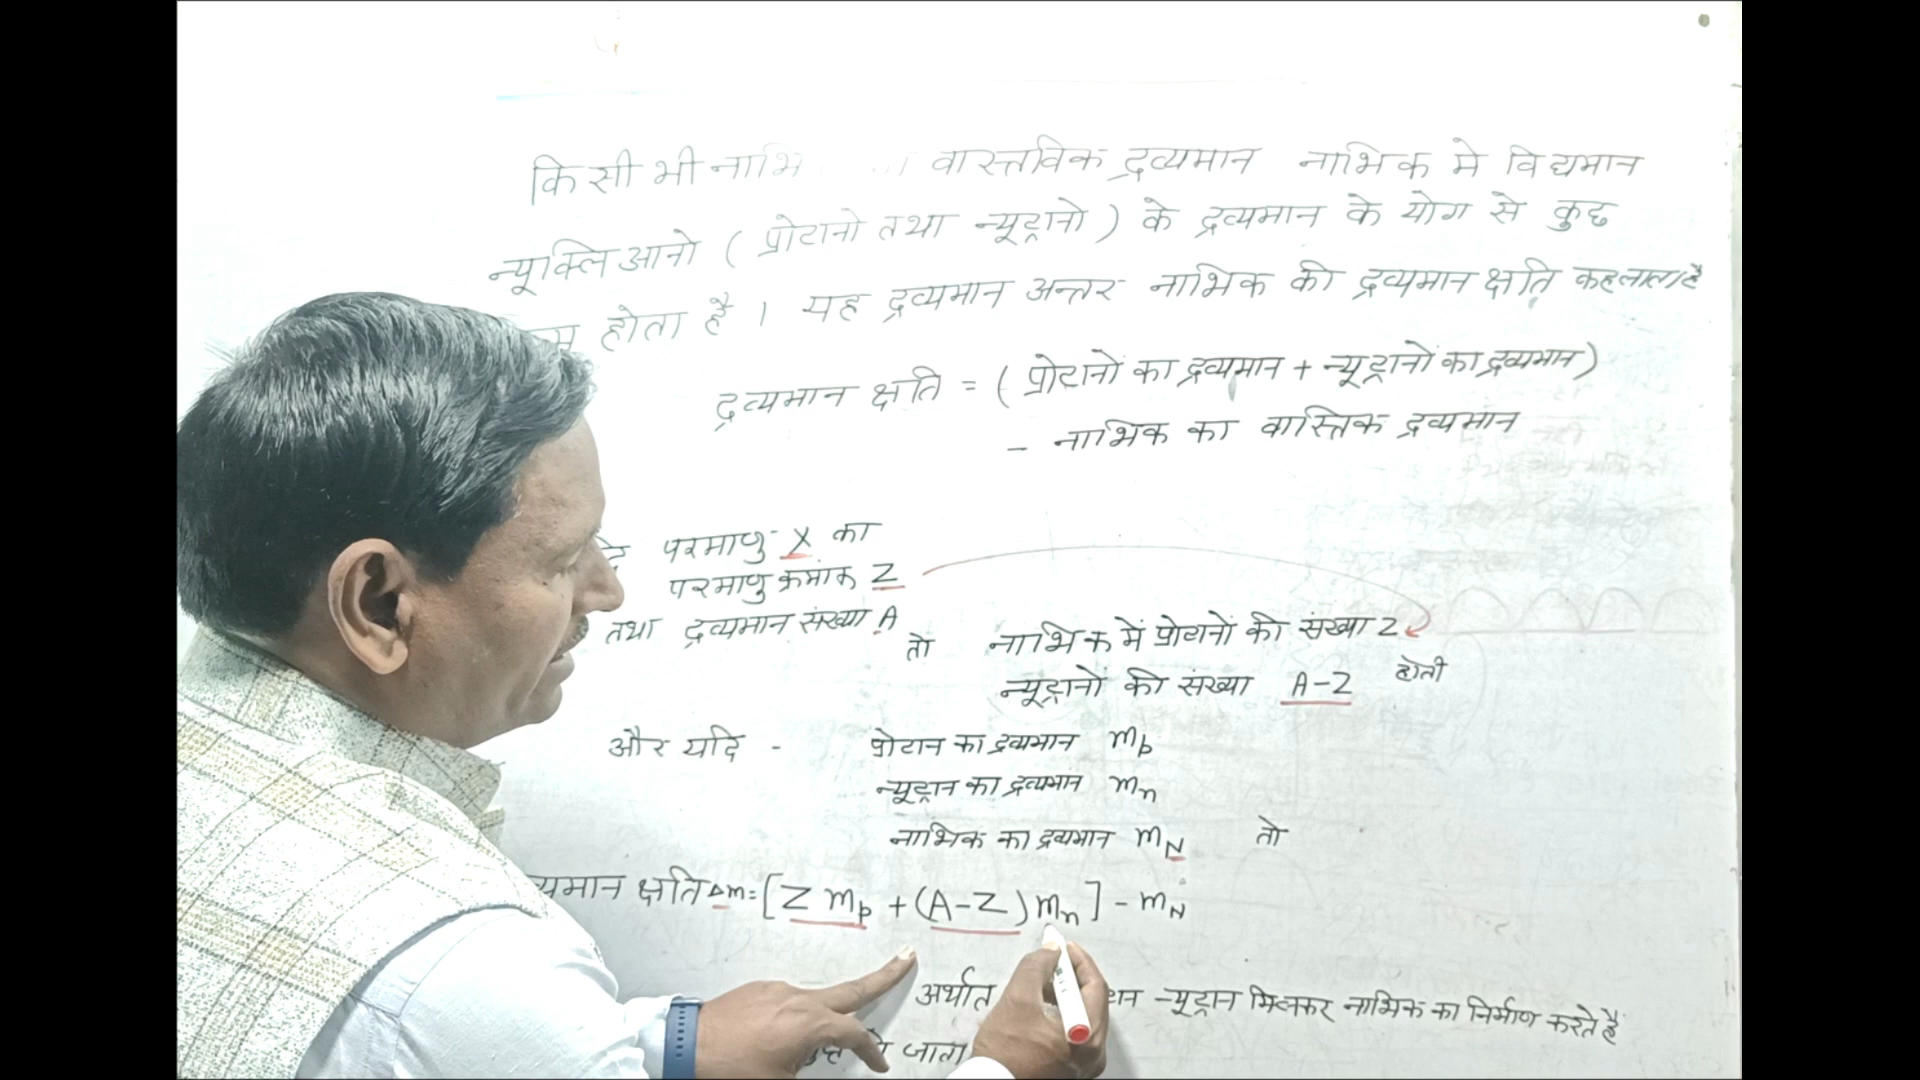 किसी भी नाभि वास्तविक द्रव्यमान नाभिक मे विद्यमान
न्यूक्लिआनो ( प्रोटानो तथा न्यूट्रानो ) के द्रव्यमान के योग से कुछ
होता है । यह द्रव्यमान अन्तर नाभिक की द्रव्यमान क्षति कहलाता है
द्रव्यमान क्षति = ( प्रोटानों का द्रव्यमान + न्यूट्रानों का द्रव्यमान )
- नाभिक का वास्तिक द्रव्यमान
परमाणु X का
परमाणु क्रमांक Z
तथा द्रव्यमान संख्या A
तो नाभिक में प्रोटानों की संख्या Z
न्यूट्रानों की संख्या A-Z होती
और यदि - प्रोटान का द्रव्यमान mp
न्यूट्रान का द्रव्यमान mn
नाभिक का द्रव्यमान mN तो
यमान क्षति Δm = [Z mp + (A-Z) mn] - mN
अर्थात न्यूट्रान मिलकर नाभिक का निर्माण करते है
जाता